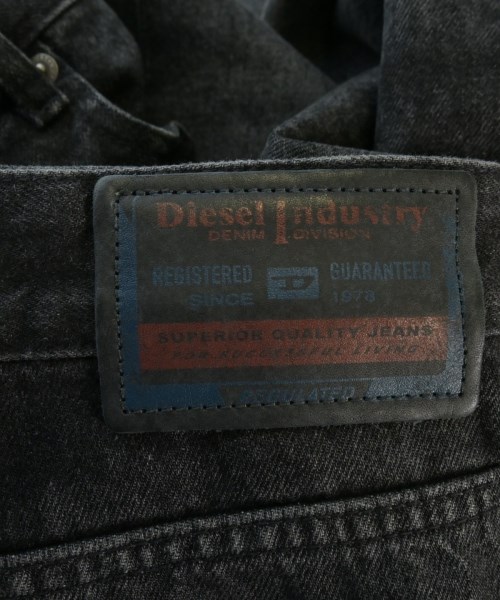 Diesel Industry
DENIM DIVISION
REGISTERED GUARANTEED
SINCE D 1978
SUPERIOR QUALITY JEANS
FOR SUCCESSFUL LIVING